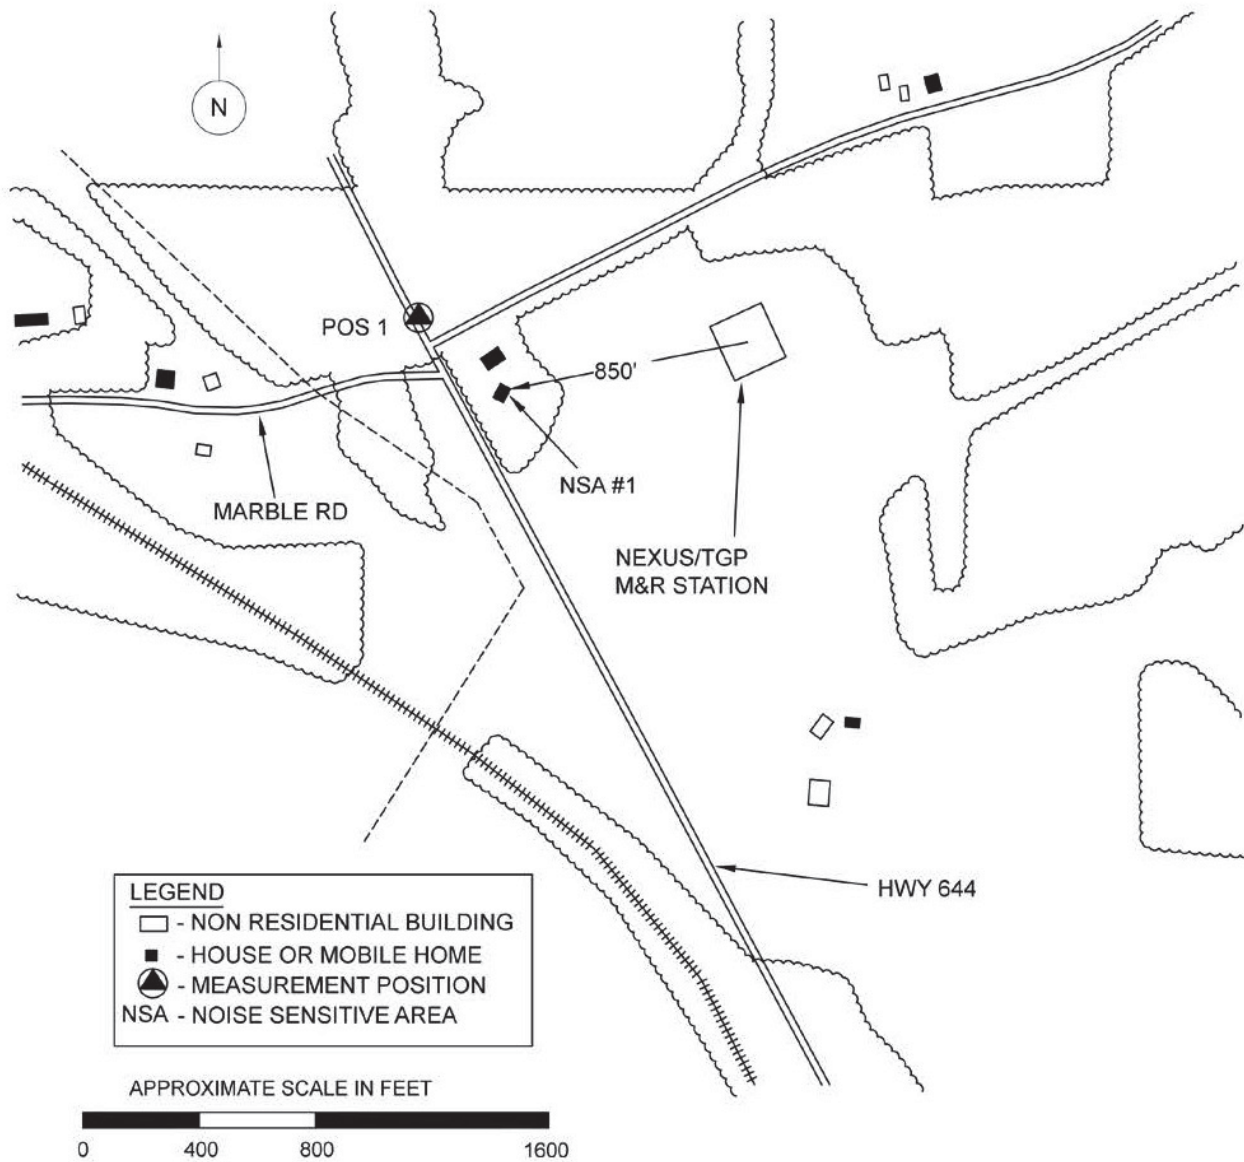 N
POS 1
850'
NSA #1
MARBLE RD
NEXUS/TGP
M&R STATION
HWY 644
LEGEND
- NON RESIDENTIAL BUILDING
- HOUSE OR MOBILE HOME
- MEASUREMENT POSITION
NSA - NOISE SENSITIVE AREA
APPROXIMATE SCALE IN FEET
0 400 800 1600